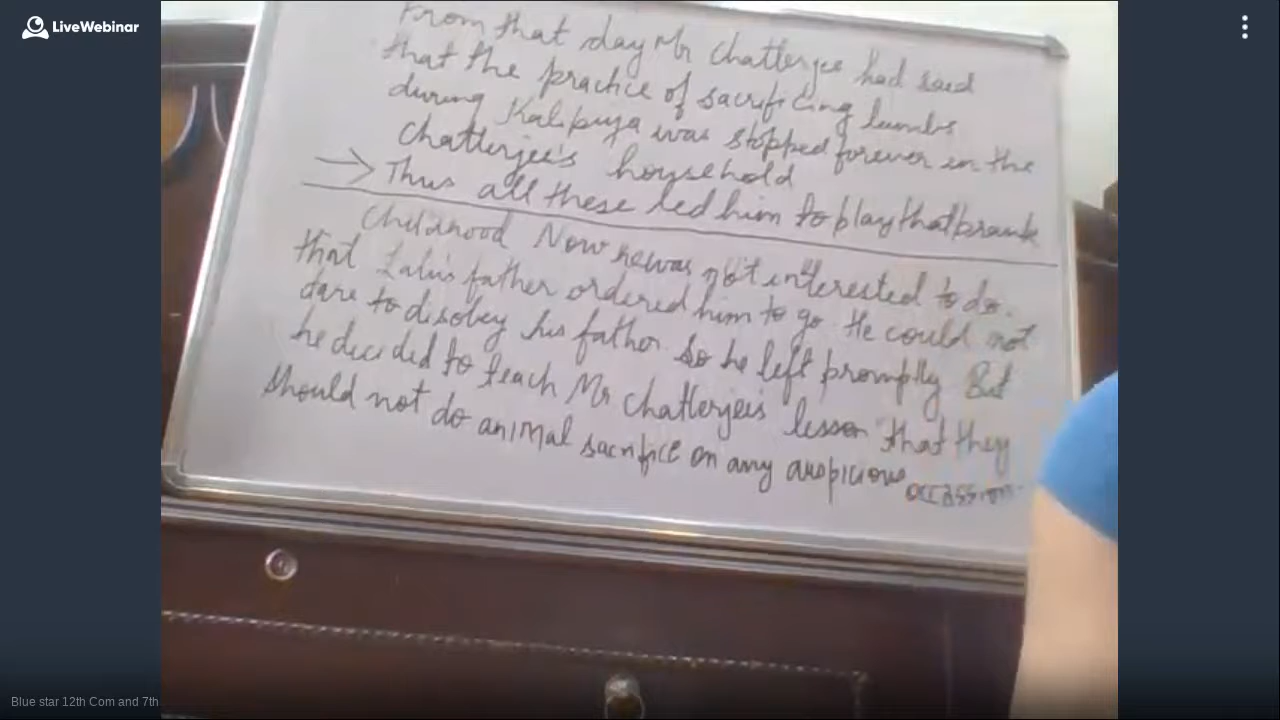 LiveWebinar
From that day Mr Chatterjee had said
that the practice of sacrificing lambs
during Kalipuja was stopped forever in the
Chatterjee's household
→ Thus all these led him to play that prank
Childhood Now he was not interested to do.
that Lalu's father ordered him to go. He could not
dare to disobey his father. So he left promptly But
he decided to teach Mr Chatterjee's lesson that they
should not do animal sacrifice on any auspicious
occassion.
Blue star 12th Com and 7th